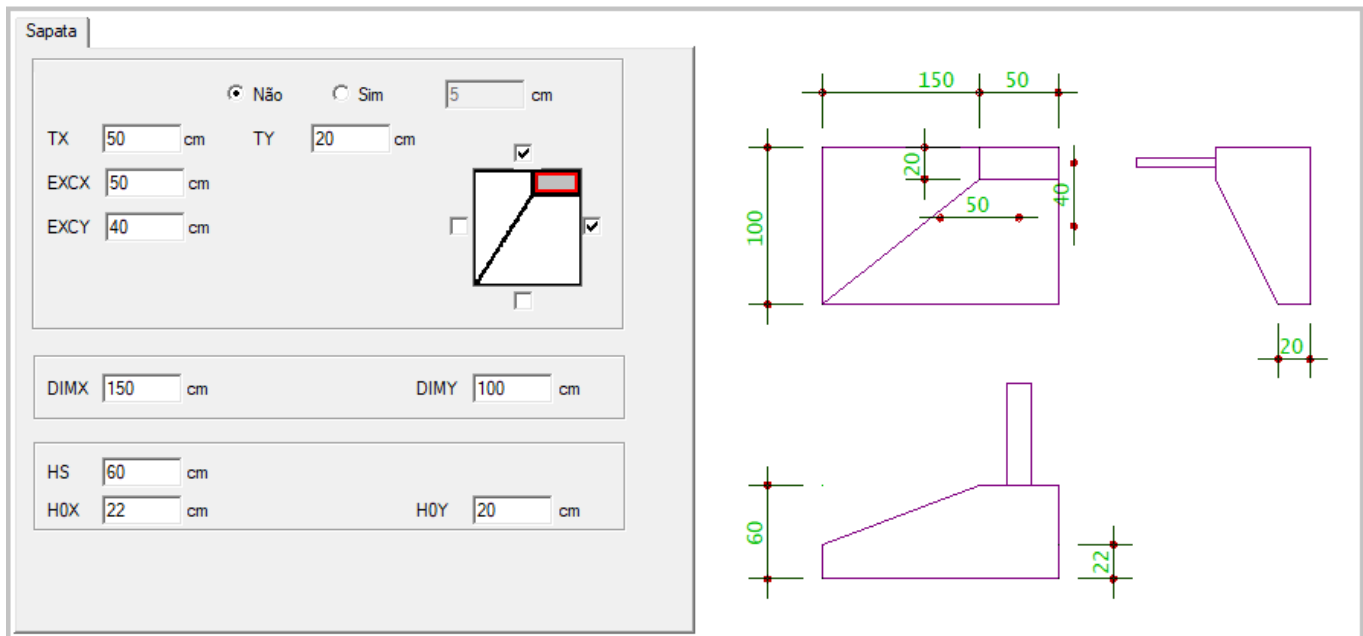 Sapata
Não Sim 5 cm
TX 50 cm TY 20 cm
EXCX 50 cm
EXCY 40 cm
DIMX 150 cm DIMY 100 cm
HS 60 cm
H0X 22 cm H0Y 20 cm
150 50
20
40
50
100
20
60
22